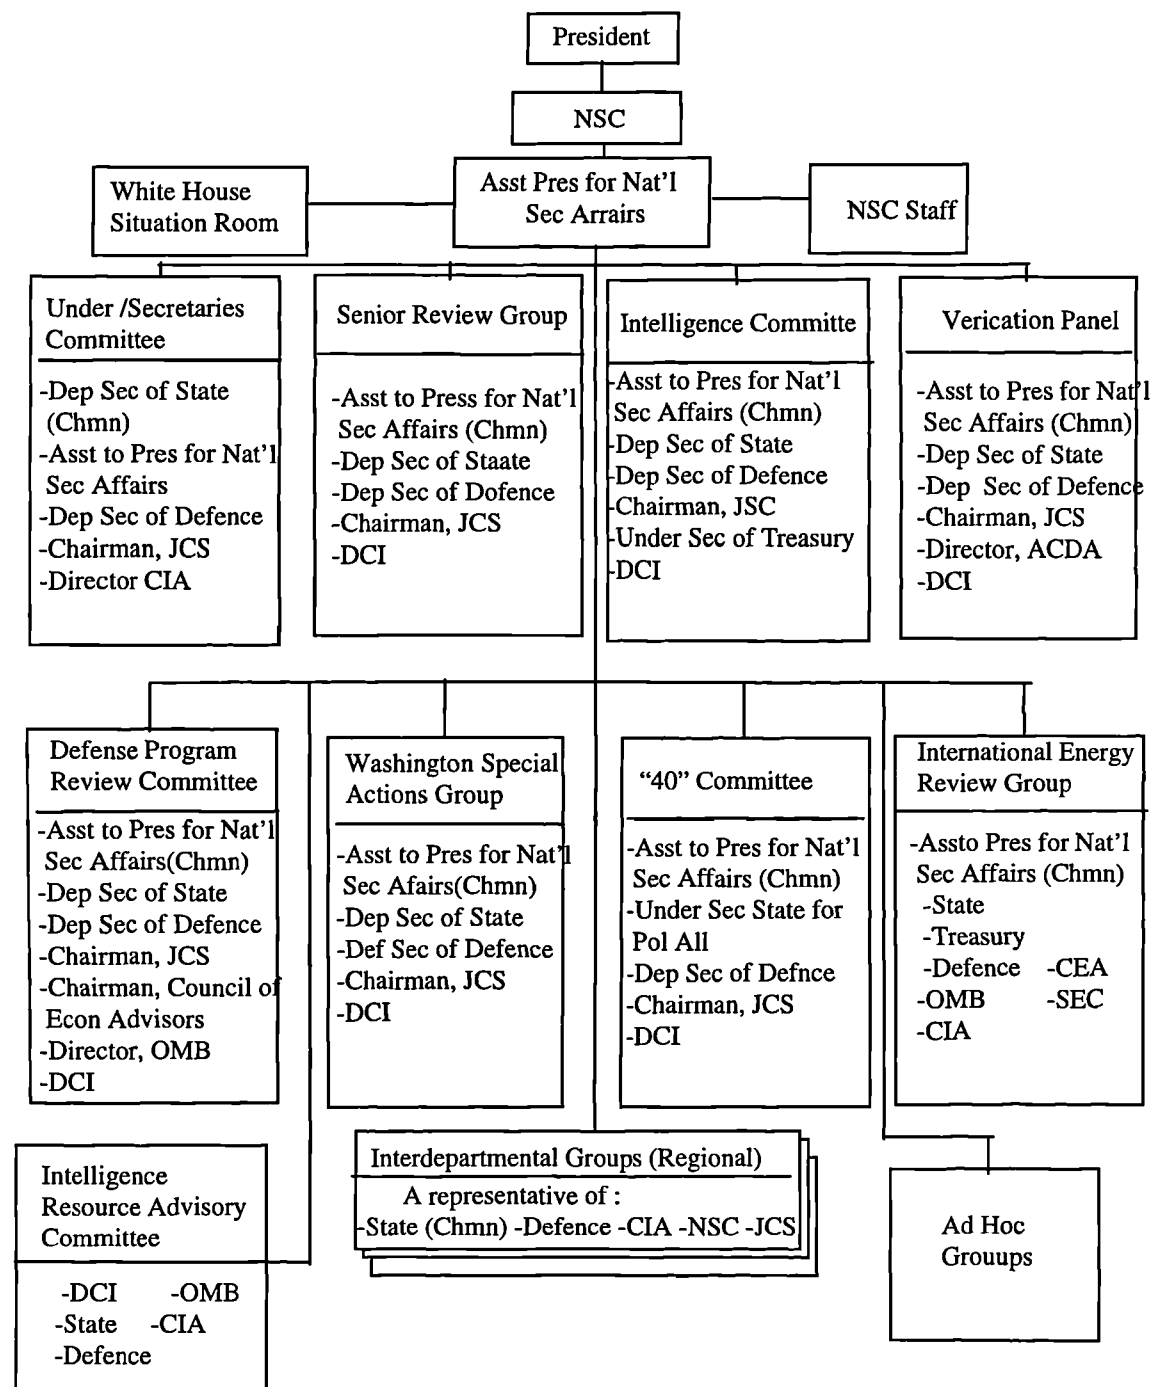 President
NSC
White House
Situation Room
Asst Pres for Nat'l
Sec Arrairs
NSC Staff
Under /Secretaries
Committee
-Dep Sec of State
(Chmn)
-Asst to Pres for Nat'l
Sec Affairs
-Dep Sec of Defence
-Chairman, JCS
-Director CIA
Senior Review Group
-Asst to Press for Nat'l
Sec Affairs (Chmn)
-Dep Sec of Staate
-Dep Sec of Dofence
-Chairman, JCS
-DCI
Intelligence Committe
-Asst to Pres for Nat'l
Sec Affairs (Chmn)
-Dep Sec of State
-Dep Sec of Defence
-Chairman, JSC
-Under Sec of Treasury
-DCI
Verication Panel
-Asst to Pres for Nat'l
Sec Affairs (Chmn)
-Dep Sec of State
-Dep Sec of Defence
-Chairman, JCS
-Director, ACDA
-DCI
Defense Program
Review Committee
-Asst to Pres for Nat'l
Sec Affairs(Chmn)
-Dep Sec of State
-Dep Sec of Defence
-Chairman, JCS
-Chairman, Council of
Econ Advisors
-Director, OMB
-DCI
Washington Special
Actions Group
-Asst to Pres for Nat'l
Sec Afairs(Chmn)
-Dep Sec of State
-Def Sec of Defence
-Chairman, JCS
-DCI
“40” Committee
-Asst to Pres for Nat'l
Sec Affairs (Chmn)
-Under Sec State for
Pol All
-Dep Sec of Defnce
-Chairman, JCS
-DCI
International Energy
Review Group
-Assto Pres for Nat'l
Sec Affairs (Chmn)
-State
-Treasury
-Defence -CEA
-OMB -SEC
-CIA
Intelligence
Resource Advisory
Committee
-DCI -OMB
-State -CIA
-Defence
Interdepartmental Groups (Regional)
A representative of :
-State (Chmn) -Defence -CIA -NSC -JCS
Ad Hoc
Grouups